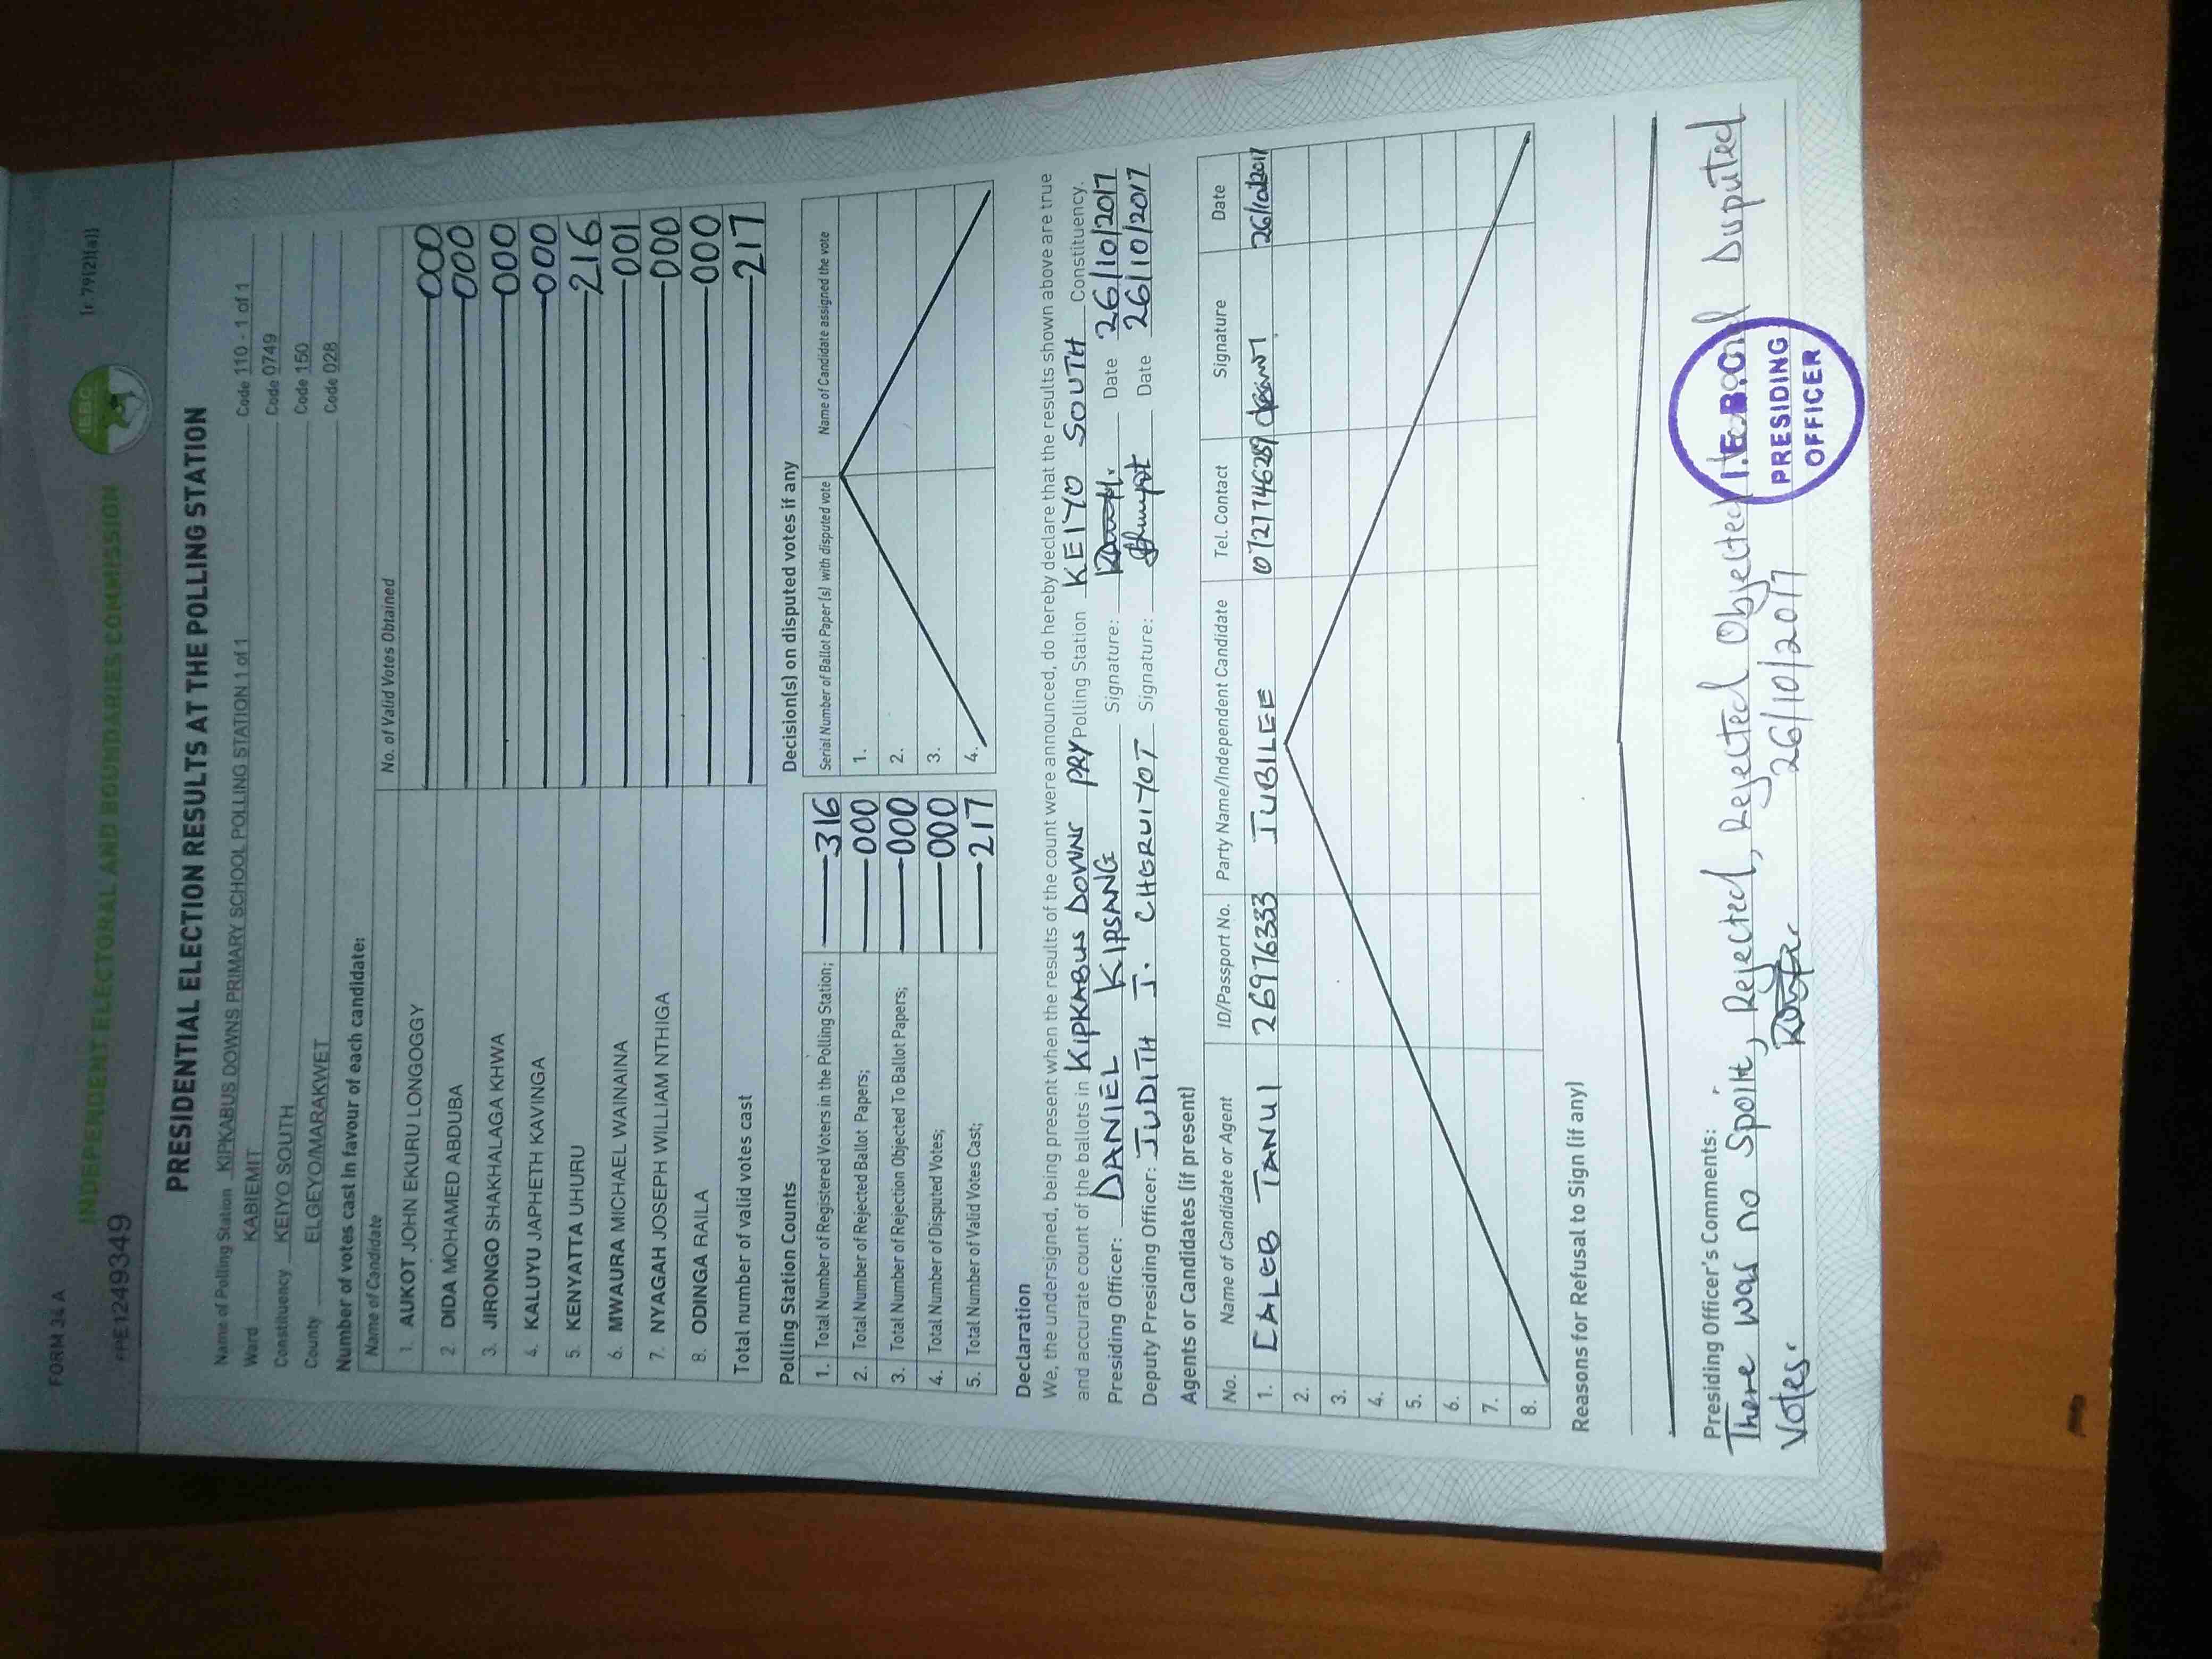 FORM 34 A
(r 79(2)(a))
INDEPENDENT ELECTORAL AND BOUNDARIES COMMISSION
IEBC
PPE1249349
PRESIDENTIAL ELECTION RESULTS AT THE POLLING STATION
Name of Polling Station KIPKABUS DOWNS PRIMARY SCHOOL POLLING STATION 1 of 1 Code 110 - 1 of 1
Ward KABIEMIT Code 0749
Constituency KEIYO SOUTH Code 150
County ELGEYO/MARAKWET Code 028
Number of votes cast in favour of each candidate:
Name of Candidate No. of Valid Votes Obtained
1. AUKOT JOHN EKURU LONGOGGY 000
2 DIDA MOHAMED ABDUBA 000
3. JIRONGO SHAKHALAGA KHWA 000
4. KALUYU JAPHETH KAVINGA 000
5. KENYATTA UHURU 216
6. MWAURA MICHAEL WAINAINA 001
7. NYAGAH JOSEPH WILLIAM NTHIGA 000
8. ODINGA RAILA 000
Total number of valid votes cast 217
Polling Station Counts
1. Total Number of Registered Voters in the Polling Station; 316
2. Total Number of Rejected Ballot Papers; 000
3. Total Number of Rejection Objected To Ballot Papers; 000
4. Total Number of Disputed Votes; 000
5. Total Number of Valid Votes Cast; 217
Decision(s) on disputed votes if any
Serial Number of Ballot Paper(s) with disputed vote Name of Candidate assigned the vote
1.
2.
3.
4.
Declaration
We, the undersigned, being present when the results of the count were announced, do hereby declare that the results shown above are true
and accurate count of the ballots in KIPKABUS DOWNS PRY Polling Station KEIYO SOUTH Constituency.
Presiding Officer: DANIEL KIPSANG Signature: Date 26/10/2017
Deputy Presiding Officer: JUDITH J. CHERUIYOT Signature: Date 26/10/2017
Agents or Candidates (if present)
No. Name of Candidate or Agent ID/Passport No. Party Name/Independent Candidate Tel. Contact Signature Date
1. CALEB TANUI 26976333 JUBILEE 0727746289 26/10/2017
2.
3.
4.
5.
6.
7.
8.
Reasons for Refusal to Sign (if any)
Presiding Officer's Comments:
There was no Spoilt, Rejected, Rejected Objected and Disputed
Votes. 26/10/2017
I.E.B.C
PRESIDING
OFFICER